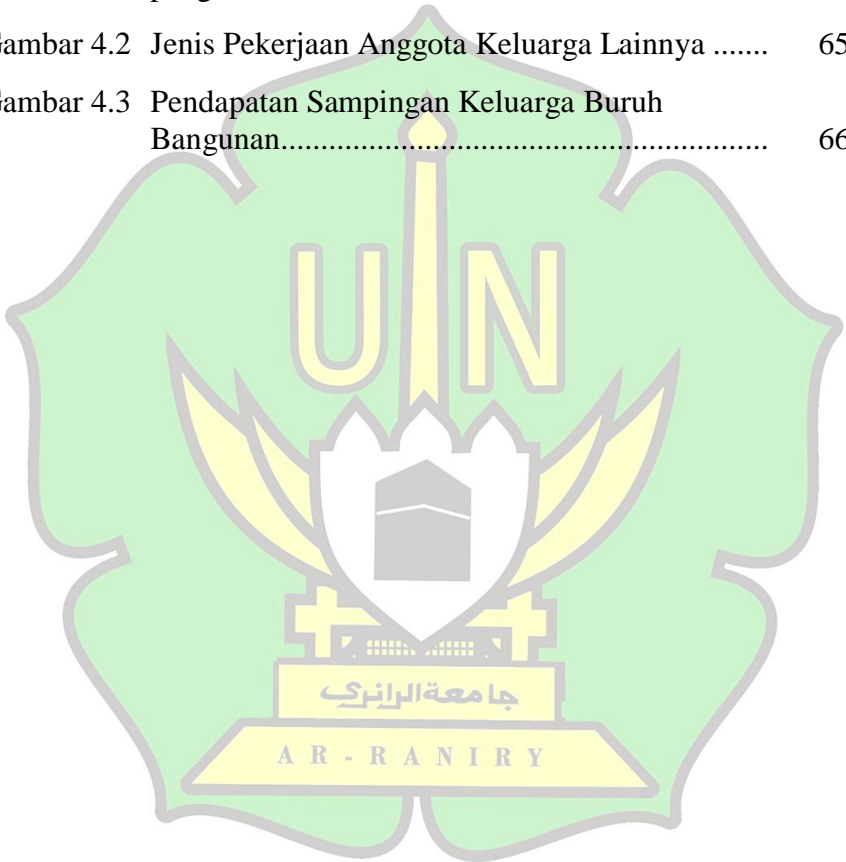 Gambar 4.2 Jenis Pekerjaan Anggota Keluarga Lainnya ....... 65
Gambar 4.3 Pendapatan Sampingan Keluarga Buruh
Bangunan............................................................. 66
UIN
جامعة الرانري
AR-RANIRY